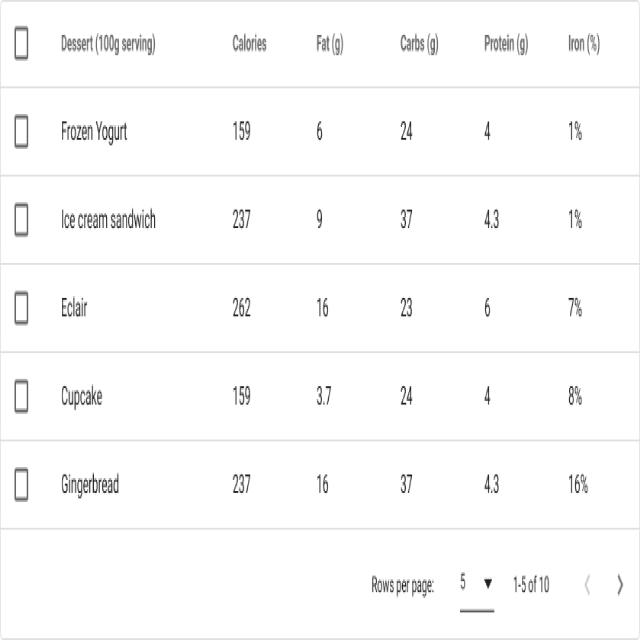 Dessert (100g serving) Calories Fat (g) Carbs (g) Protein (g) Iron (%)
Frozen Yogurt 159 6 24 4 1%
Ice cream sandwich 237 9 37 4.3 1%
Eclair 262 16 23 6 7%
Cupcake 159 3.7 24 4 8%
Gingerbread 237 16 37 4.3 16%
Rows per page: 5 1-5 of 10